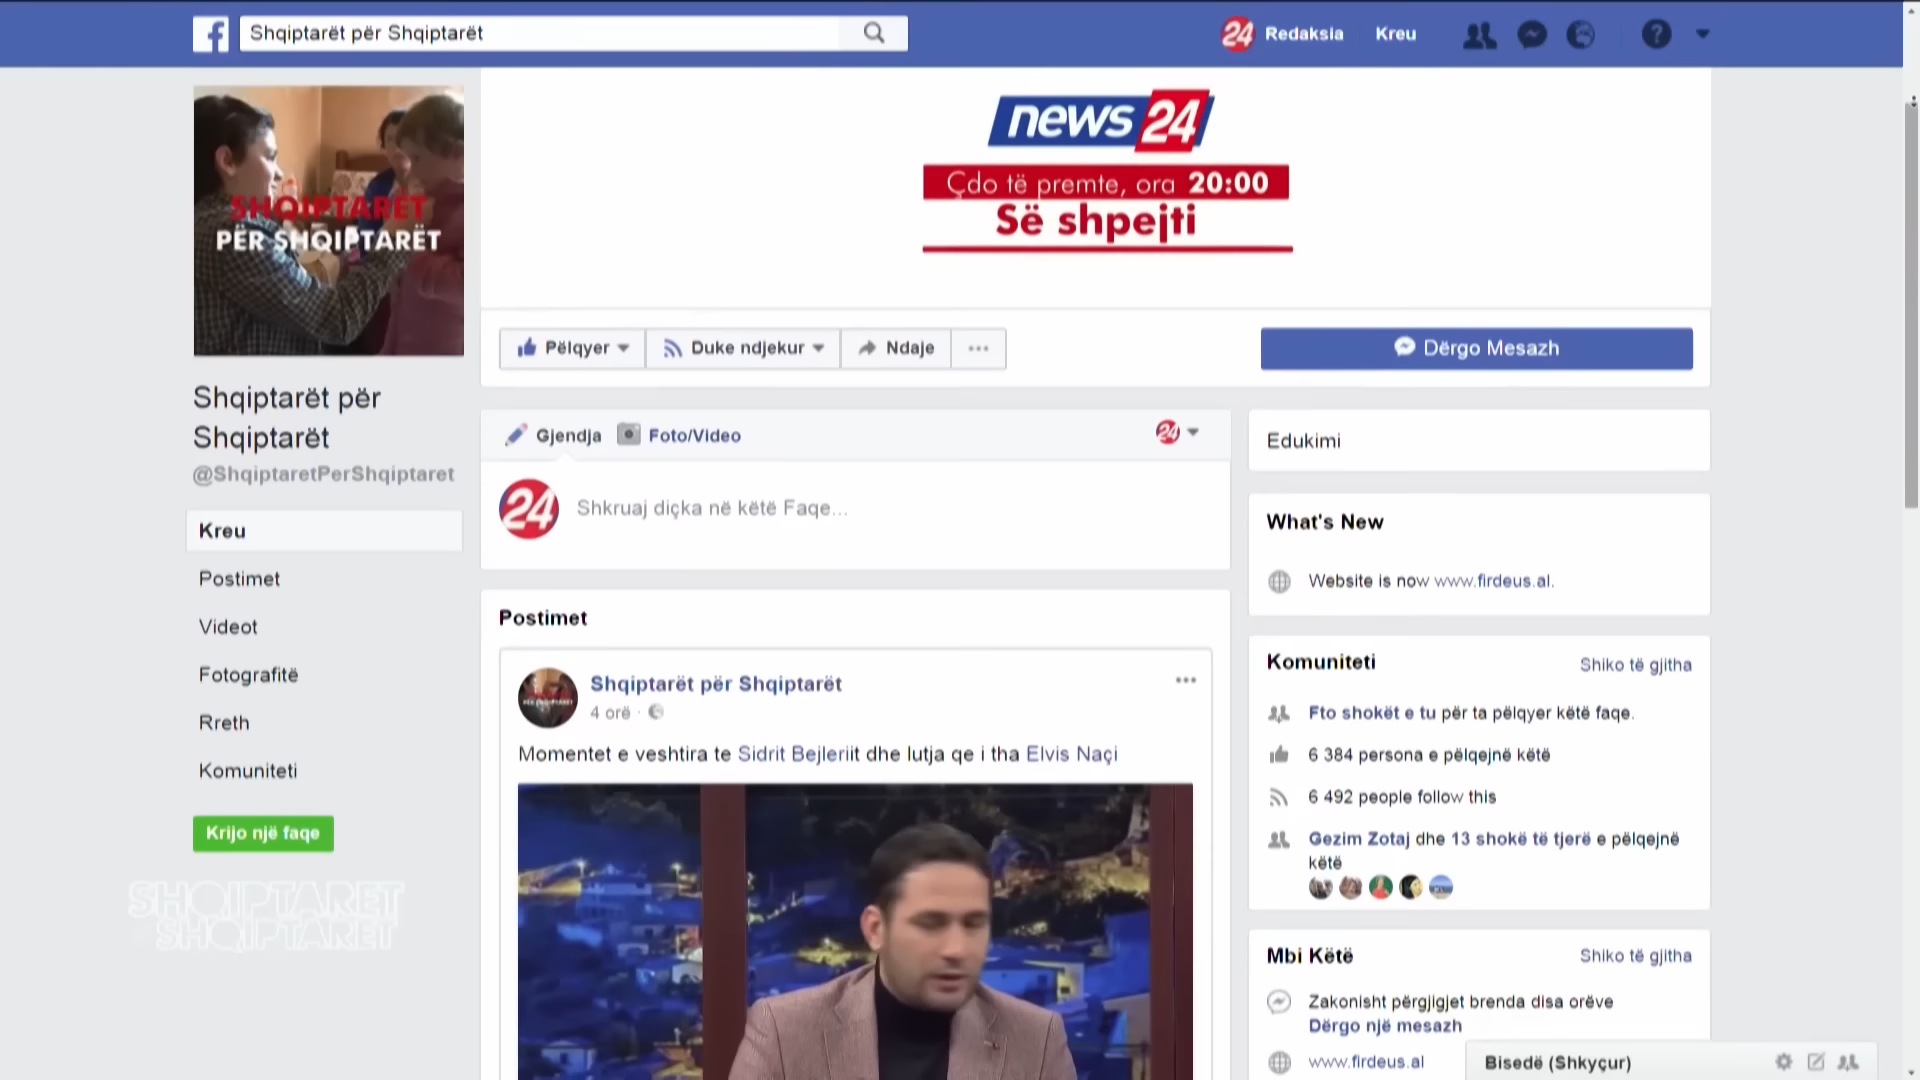 Shqiptarët për Shqiptarët
24 Redaksia Kreu
?
SHQIPTARËT
PËR SHQIPTARËT
Shqiptarët për
Shqiptarët
@ShqiptaretPerShqiptaret
Kreu
Postimet
Videot
Fotografitë
Rreth
Komuniteti
Krijo një faqe
SHQIPTARET
SHQIPTARET
news 24
Çdo të premte, ora 20:00
Së shpejti
Pëlqyer
Duke ndjekur
Ndaje
Dërgo Mesazh
Gjendja
Foto/Video
24
24
Shkruaj diçka në këtë Faqe...
Postimet
Shqiptarët për Shqiptarët
4 orë ·
Momentet e veshtira te Sidrit Bejleriit dhe lutja qe i tha Elvis Naçi
Edukimi
What's New
Website is now www.firdeus.al.
Komuniteti
Shiko të gjitha
Fto shokët e tu për ta pëlqyer këtë faqe.
6 384 persona e pëlqejnë këtë
6 492 people follow this
Gezim Zotaj dhe 13 shokë të tjerë e pëlqejnë
këtë
Mbi Këtë
Shiko të gjitha
Zakonisht përgjigjet brenda disa orëve
Dërgo një mesazh
www.firdeus.al
Bisedë (Shkyçur)